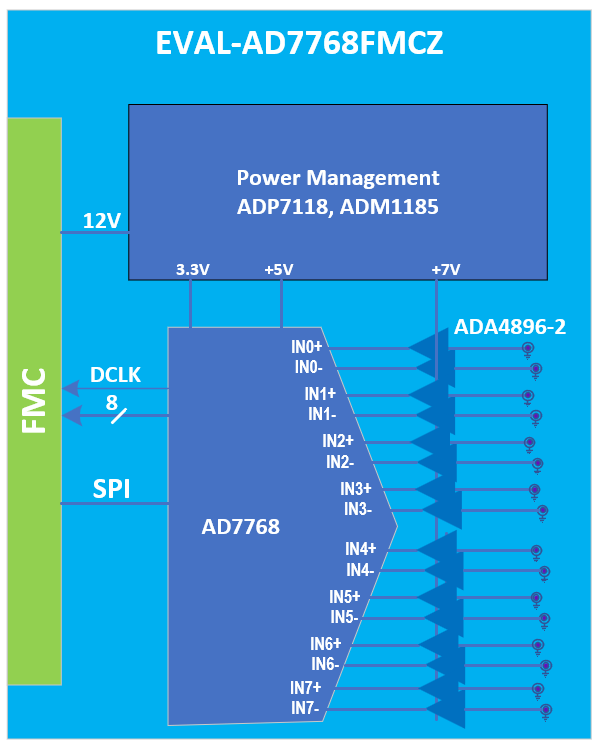 EVAL-AD7768FMCZ
Power Management
ADP7118, ADM1185
12V
3.3V
+5V
+7V
ADA4896-2
FMC
DCLK
8
SPI
AD7768
IN0+
IN0-
IN1+
IN1-
IN2+
IN2-
IN3+
IN3-
IN4+
IN4-
IN5+
IN5-
IN6+
IN6-
IN7+
IN7-